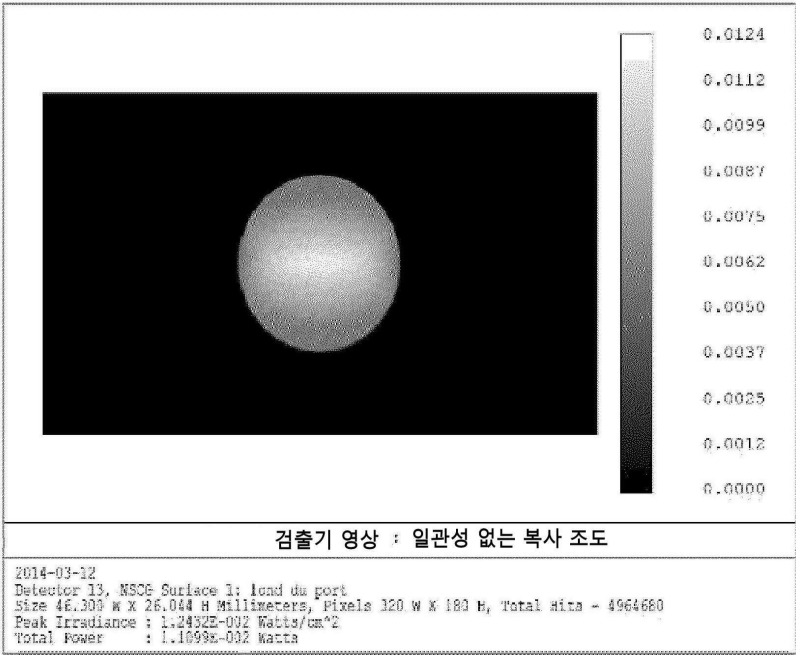 0.0124
0.0112
0.0099
0.0087
0.0075
0.0062
0.0050
0.0037
0.0025
0.0012
0.0000
검출기 영상 : 일관성 없는 복사 조도
2014-03-12
Detector 13, NSCG Surface 1: fond du port
Size 46.300 W X 26.044 H Millimeters, Pixels 320 W X 180 H, Total Hits = 4964680
Peak Irradiance : 1.2432E-002 Watts/cm^2
Total Power : 1.1099E-002 Watts